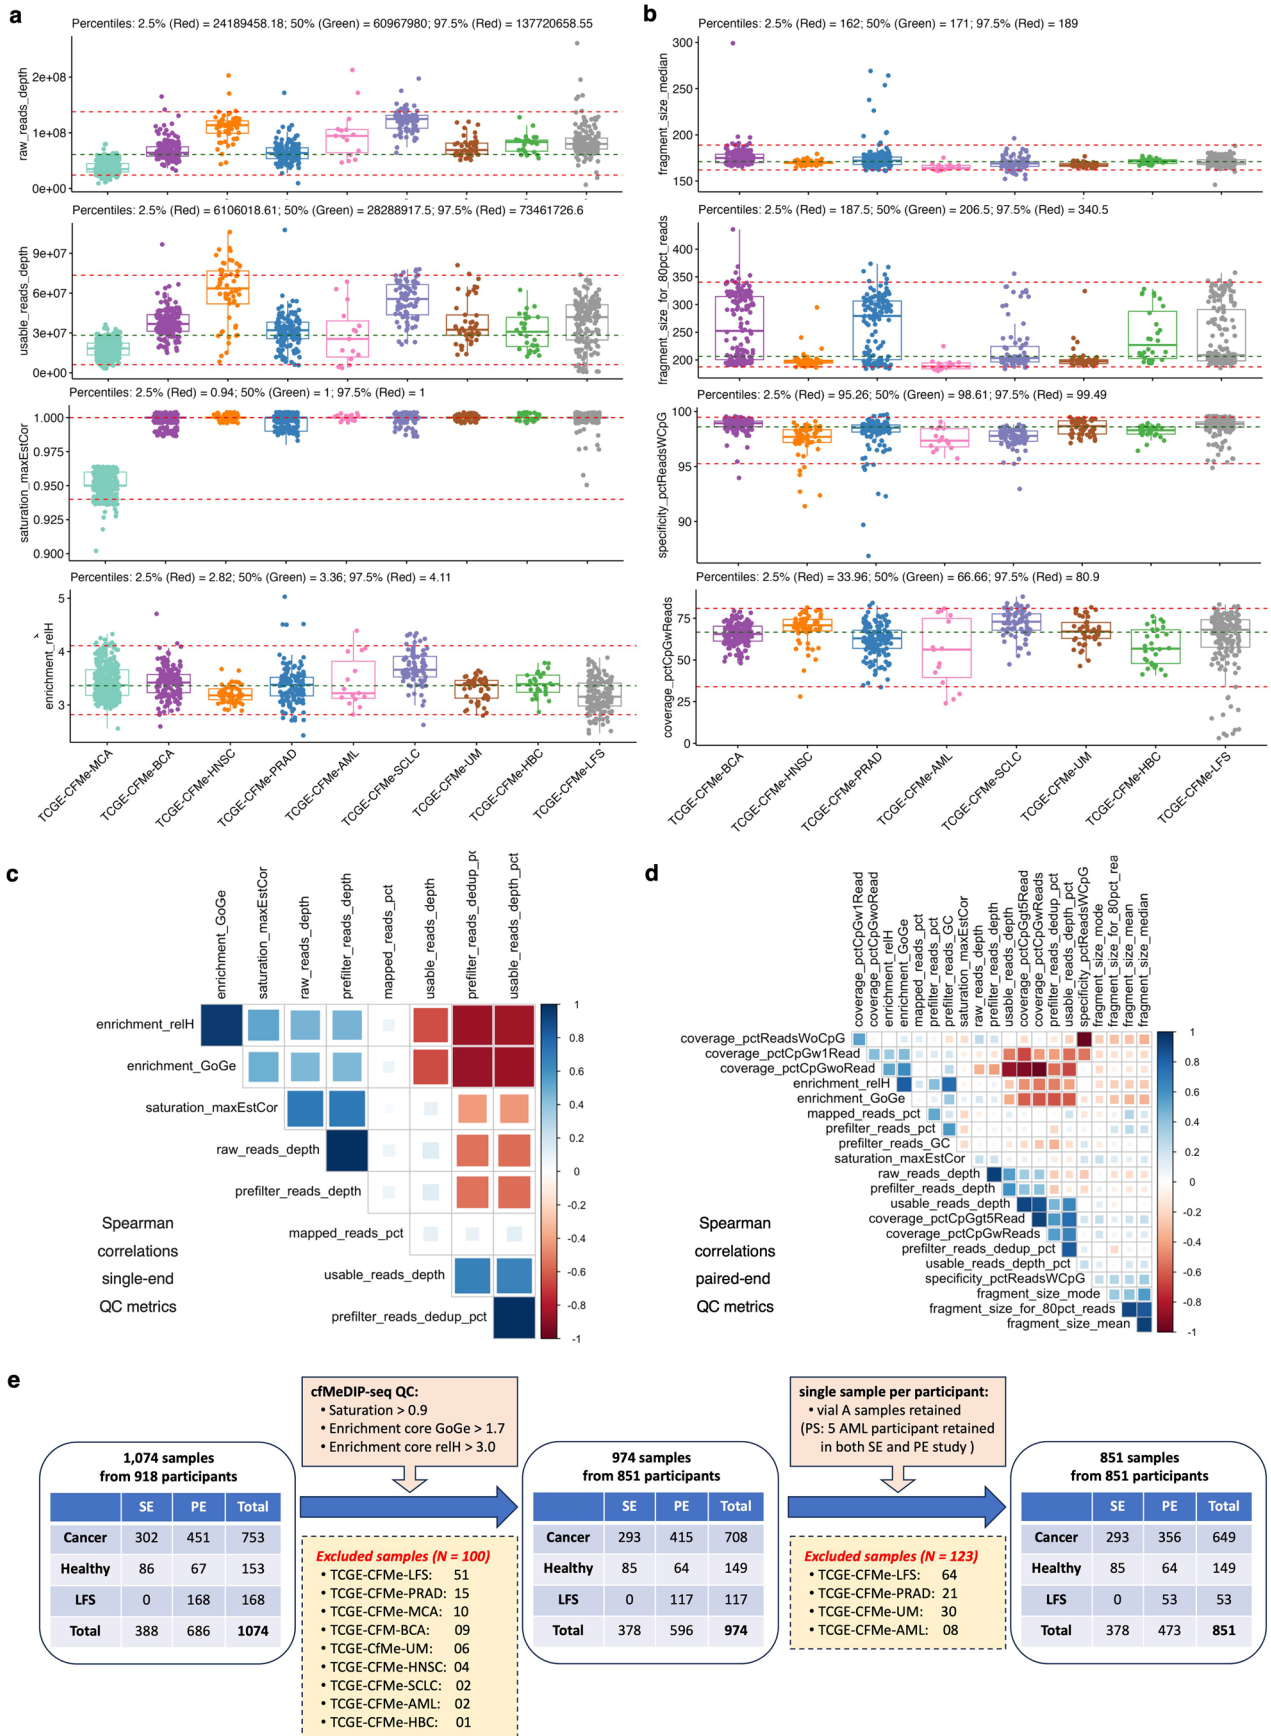 a
Percentiles: 2.5% (Red) = 24189458.18; 50% (Green) = 60967980; 97.5% (Red) = 137720658.55
raw_reads_depth
2e+08
1e+08
0e+00
Percentiles: 2.5% (Red) = 6106018.61; 50% (Green) = 28288917.5; 97.5% (Red) = 73461726.6
usable_reads_depth
9e+07
6e+07
3e+07
0e+00
Percentiles: 2.5% (Red) = 0.94; 50% (Green) = 1; 97.5% (Red) = 1
saturation_maxEstCor
1.000
0.975
0.950
0.925
0.900
Percentiles: 2.5% (Red) = 2.82; 50% (Green) = 3.36; 97.5% (Red) = 4.11
enrichment_relH
5
4
3
TCGE-CFMe-MCA
TCGE-CFMe-BCA
TCGE-CFMe-HNSC
TCGE-CFMe-PRAD
TCGE-CFMe-AML
TCGE-CFMe-SCLC
TCGE-CFMe-UM
TCGE-CFMe-HBC
TCGE-CFMe-LFS
b
Percentiles: 2.5% (Red) = 162; 50% (Green) = 171; 97.5% (Red) = 189
fragment_size_median
300
200
150
Percentiles: 2.5% (Red) = 187.5; 50% (Green) = 206.5; 97.5% (Red) = 340.5
fragment_size_for_80pct_reads
400
350
300
250
200
Percentiles: 2.5% (Red) = 95.26; 50% (Green) = 98.61; 97.5% (Red) = 99.49
specificity_pctReadsWCpG
100
95
90
Percentiles: 2.5% (Red) = 33.96; 50% (Green) = 66.66; 97.5% (Red) = 80.9
coverage_pctCpGwReads
75
50
25
0
TCGE-CFMe-BCA
TCGE-CFMe-HNSC
TCGE-CFMe-PRAD
TCGE-CFMe-AML
TCGE-CFMe-SCLC
TCGE-CFMe-UM
TCGE-CFMe-HBC
TCGE-CFMe-LFS
c
enrichment_GoGe
saturation_maxEstCor
raw_reads_depth
prefilter_reads_depth
mapped_reads_pct
usable_reads_depth
prefilter_reads_dedup_pc
usable_reads_depth_pct
enrichment_relH
enrichment_GoGe
saturation_maxEstCor
raw_reads_depth
prefilter_reads_depth
mapped_reads_pct
usable_reads_depth
prefilter_reads_dedup_pct
Spearman
correlations
single-end
QC metrics
1
0.8
0.6
0.4
0.2
0
-0.2
-0.4
-0.6
-0.8
-1
d
coverage_pctCpGw1Read
coverage_pctCpGwoRead
enrichment_relH
enrichment_GoGe
mapped_reads_pct
prefilter_reads_pct
prefilter_reads_GC
saturation_maxEstCor
raw_reads_depth
prefilter_reads_depth
usable_reads_depth
coverage_pctCpGgt5Read
coverage_pctCpGwReads
prefilter_reads_dedup_pct
usable_reads_depth_pct
specificity_pctReadsWCpG
fragment_size_mode
fragment_size_for_80pct_rea
fragment_size_mean
fragment_size_median
coverage_pctReadsWoCpG
coverage_pctCpGw1Read
coverage_pctCpGwoRead
enrichment_relH
enrichment_GoGe
mapped_reads_pct
prefilter_reads_pct
prefilter_reads_GC
saturation_maxEstCor
raw_reads_depth
prefilter_reads_depth
usable_reads_depth
coverage_pctCpGgt5Read
coverage_pctCpGwReads
prefilter_reads_dedup_pct
usable_reads_depth_pct
specificity_pctReadsWCpG
fragment_size_mode
fragment_size_for_80pct_reads
fragment_size_mean
Spearman
correlations
paired-end
QC metrics
1
0.8
0.6
0.4
0.2
0
-0.2
-0.4
-0.6
-0.8
-1
e
1,074 samples
from 918 participants
SE PE Total
Cancer 302 451 753
Healthy 86 67 153
LFS 0 168 168
Total 388 686 1074
cfMeDIP-seq QC:
• Saturation > 0.9
• Enrichment core GoGe > 1.7
• Enrichment core relH > 3.0
Excluded samples (N = 100)
• TCGE-CFMe-LFS: 51
• TCGE-CFMe-PRAD: 15
• TCGE-CFMe-MCA: 10
• TCGE-CFM-BCA: 09
• TCGE-CfMe-UM: 06
• TCGE-CFMe-HNSC: 04
• TCGE-CFMe-SCLC: 02
• TCGE-CFMe-AML: 02
• TCGE-CFMe-HBC: 01
974 samples
from 851 participants
SE PE Total
Cancer 293 415 708
Healthy 85 64 149
LFS 0 117 117
Total 378 596 974
single sample per participant:
• vial A samples retained
(PS: 5 AML participant retained
in both SE and PE study )
Excluded samples (N = 123)
• TCGE-CFMe-LFS: 64
• TCGE-CFMe-PRAD: 21
• TCGE-CFMe-UM: 30
• TCGE-CFMe-AML: 08
851 samples
from 851 participants
SE PE Total
Cancer 293 356 649
Healthy 85 64 149
LFS 0 53 53
Total 378 473 851